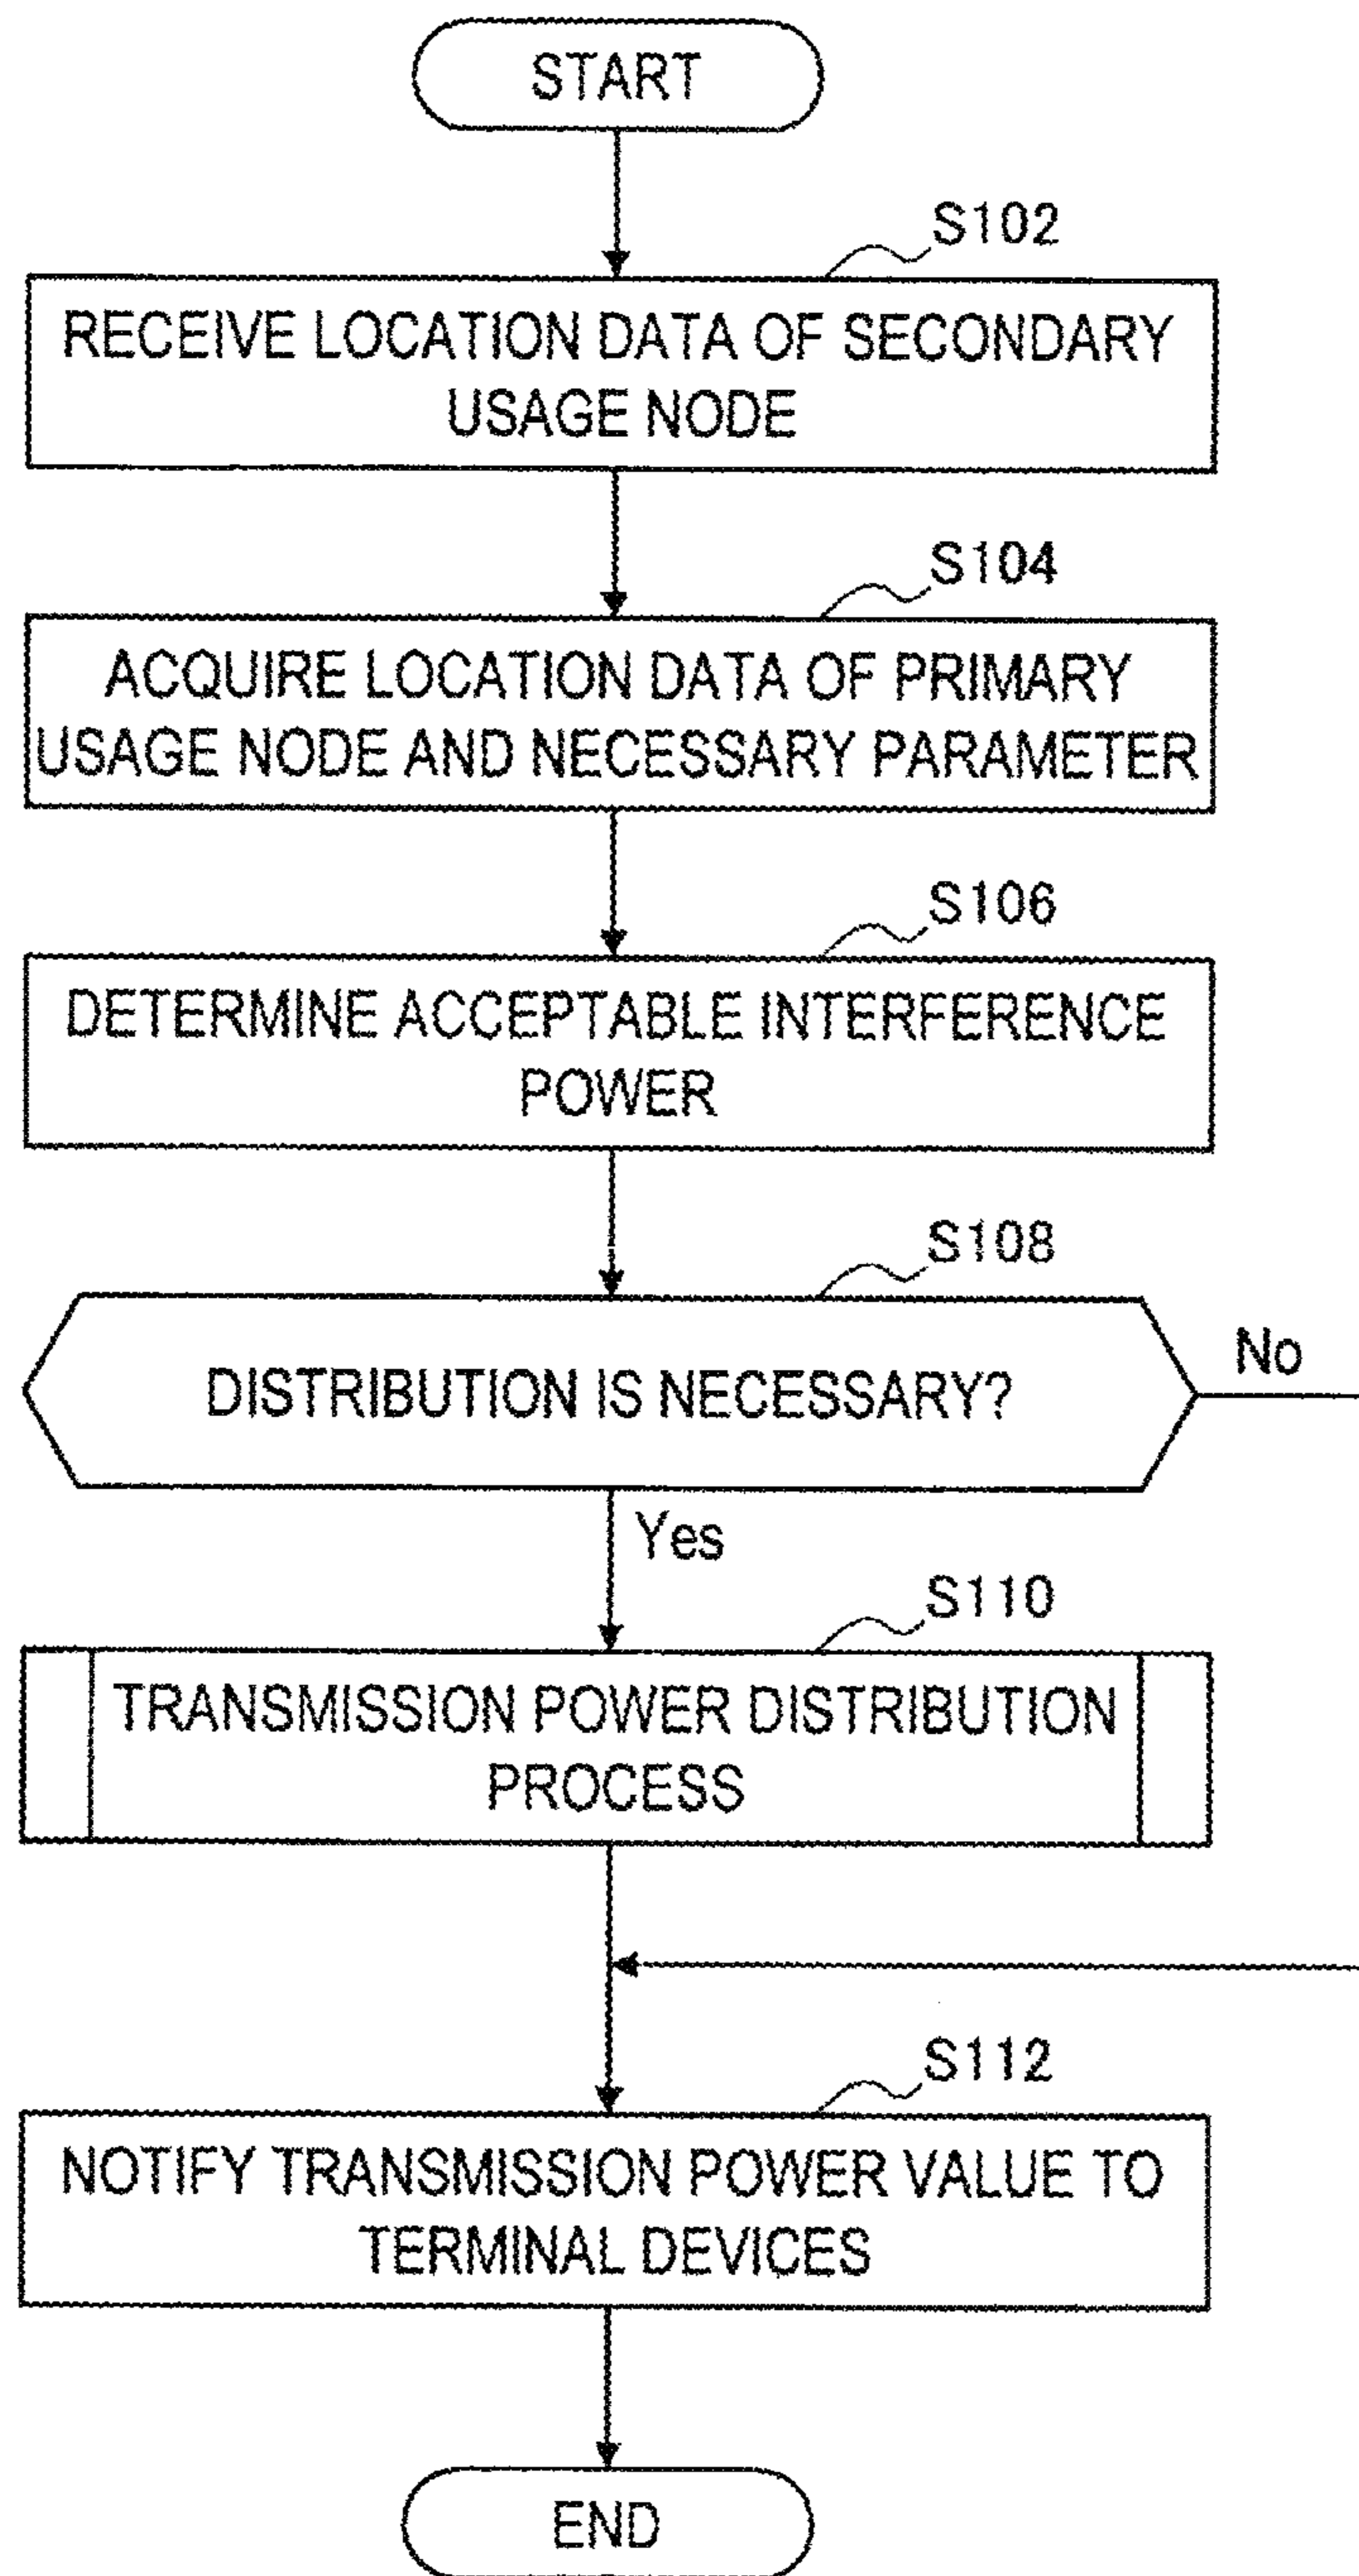 START
S102
RECEIVE LOCATION DATA OF SECONDARY
USAGE NODE
S104
ACQUIRE LOCATION DATA OF PRIMARY
USAGE NODE AND NECESSARY PARAMETER
S106
DETERMINE ACCEPTABLE INTERFERENCE
POWER
S108
DISTRIBUTION IS NECESSARY?
No
Yes
S110
TRANSMISSION POWER DISTRIBUTION
PROCESS
S112
NOTIFY TRANSMISSION POWER VALUE TO
TERMINAL DEVICES
END